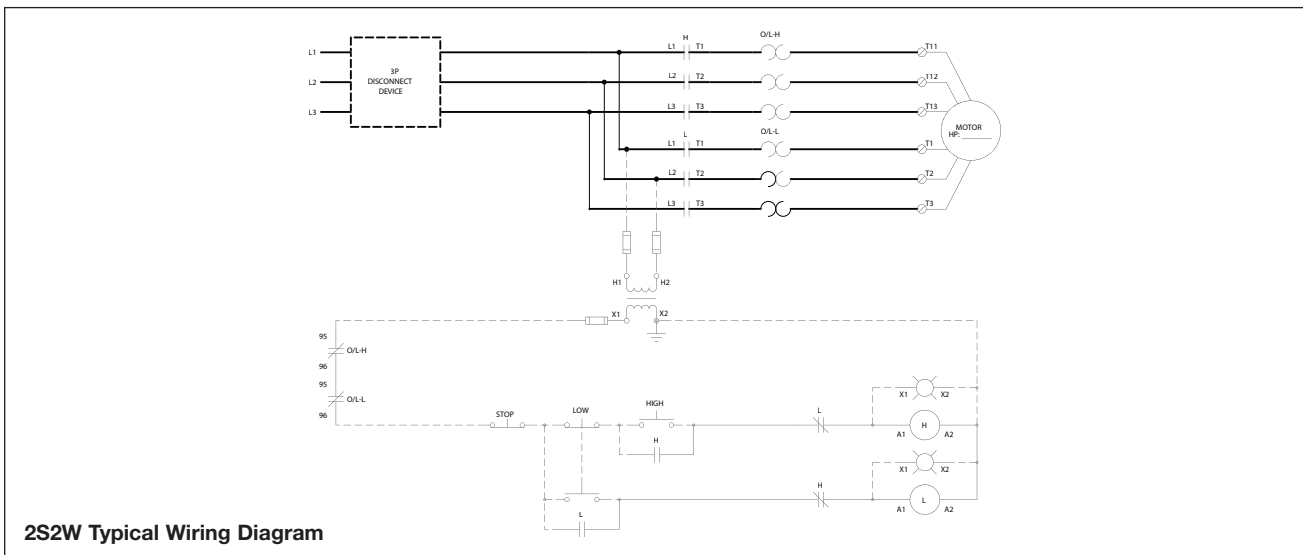 H O/L-H
L1 L1 T1 T11
3P
L2 DISCONNECT L2 T2 T12
DEVICE
L3 L3 T3 T13
MOTOR
HP: ______
L O/L-L
L1 T1 T1
L2 T2 T2
L3 T3 T3
H1 H2
X1 X2
95
O/L-H
96
95
O/L-L
96
X1 X2
STOP LOW HIGH L
H
A1 A2
H
X1 X2
H
L
A1 A2
L
2S2W Typical Wiring Diagram